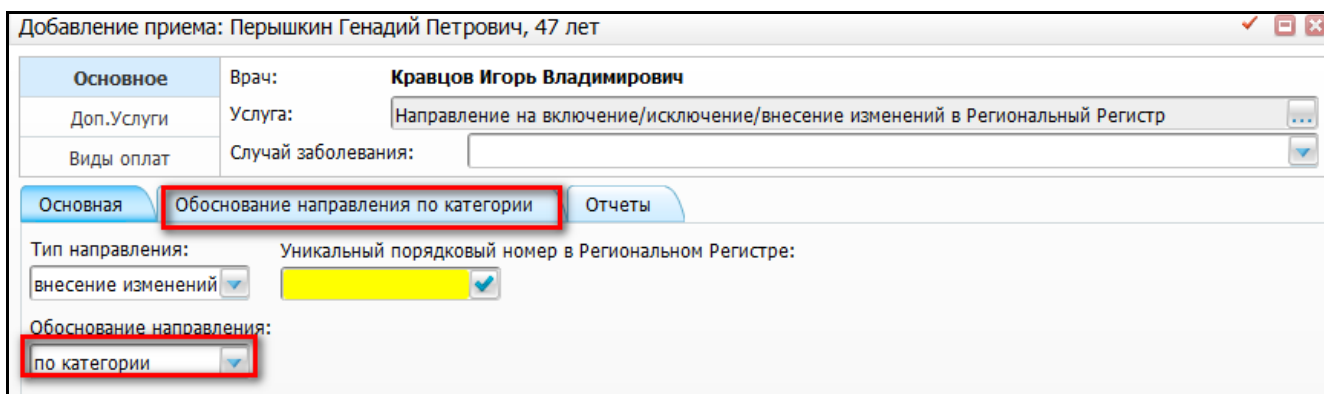 Добавление приема: Перышкин Генадий Петрович, 47 лет
Основное
Врач: Кравцов Игорь Владимирович
Доп.Услуги
Услуга: Направление на включение/исключение/внесение изменений в Региональный Регистр ...
Виды оплат
Случай заболевания:
Основная Обоснование направления по категории Отчеты
Тип направления: Уникальный порядковый номер в Региональном Регистре:
внесение изменений
Обоснование направления:
по категории